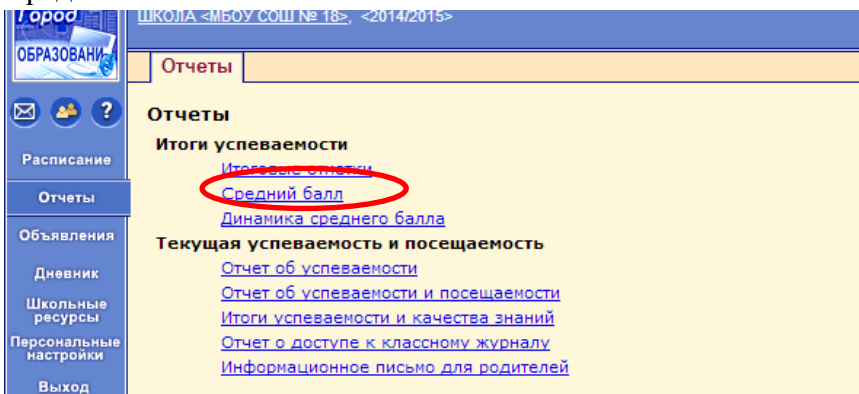 Город
ОБРАЗОВАНИ
ШКОЛА <МБОУ СОШ № 18>, <2014/2015>
Отчеты
?
Расписание
Отчеты
Объявления
Дневник
Школьные
ресурсы
Персональные
настройки
Выход
Отчеты
Итоги успеваемости
Итоговые отметки
Средний балл
Динамика среднего балла
Текущая успеваемость и посещаемость
Отчет об успеваемости
Отчет об успеваемости и посещаемости
Итоги успеваемости и качества знаний
Отчет о доступе к классному журналу
Информационное письмо для родителей